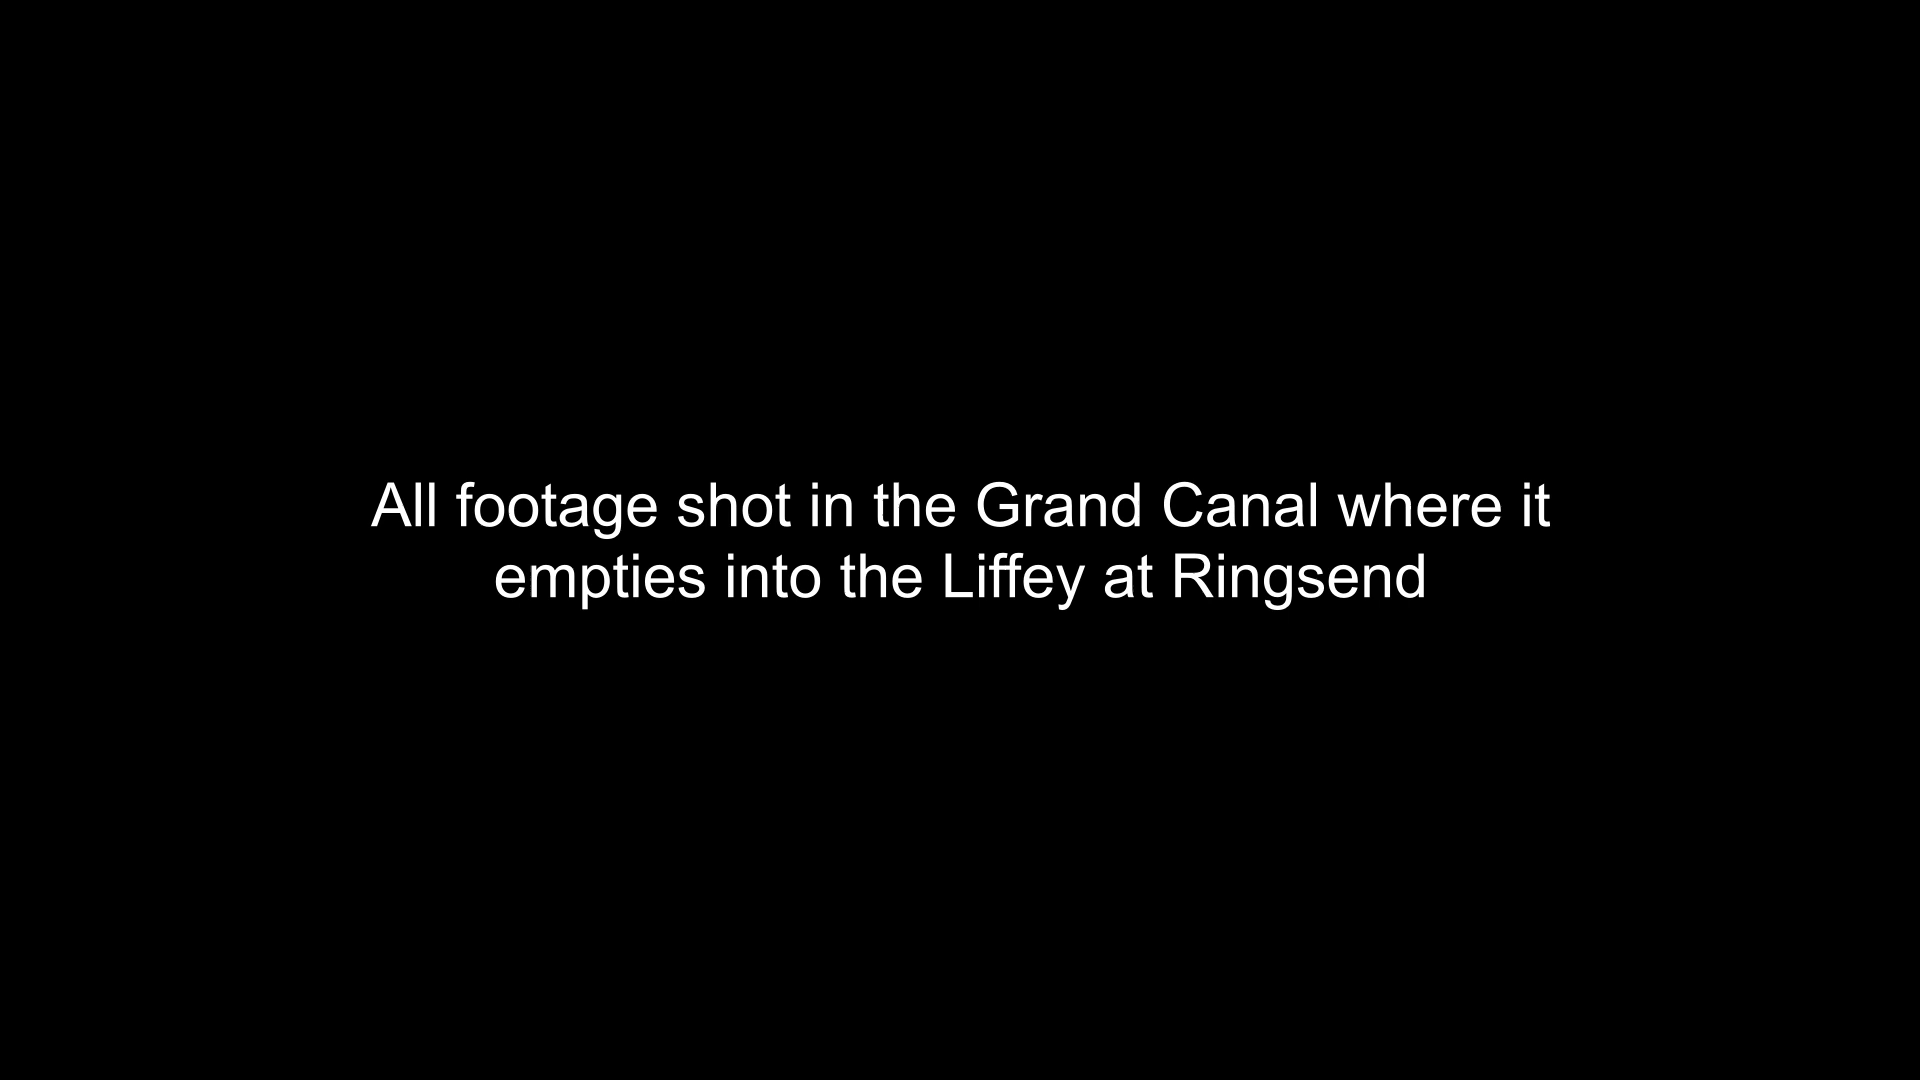 All footage shot in the Grand Canal where it
empties into the Liffey at Ringsend